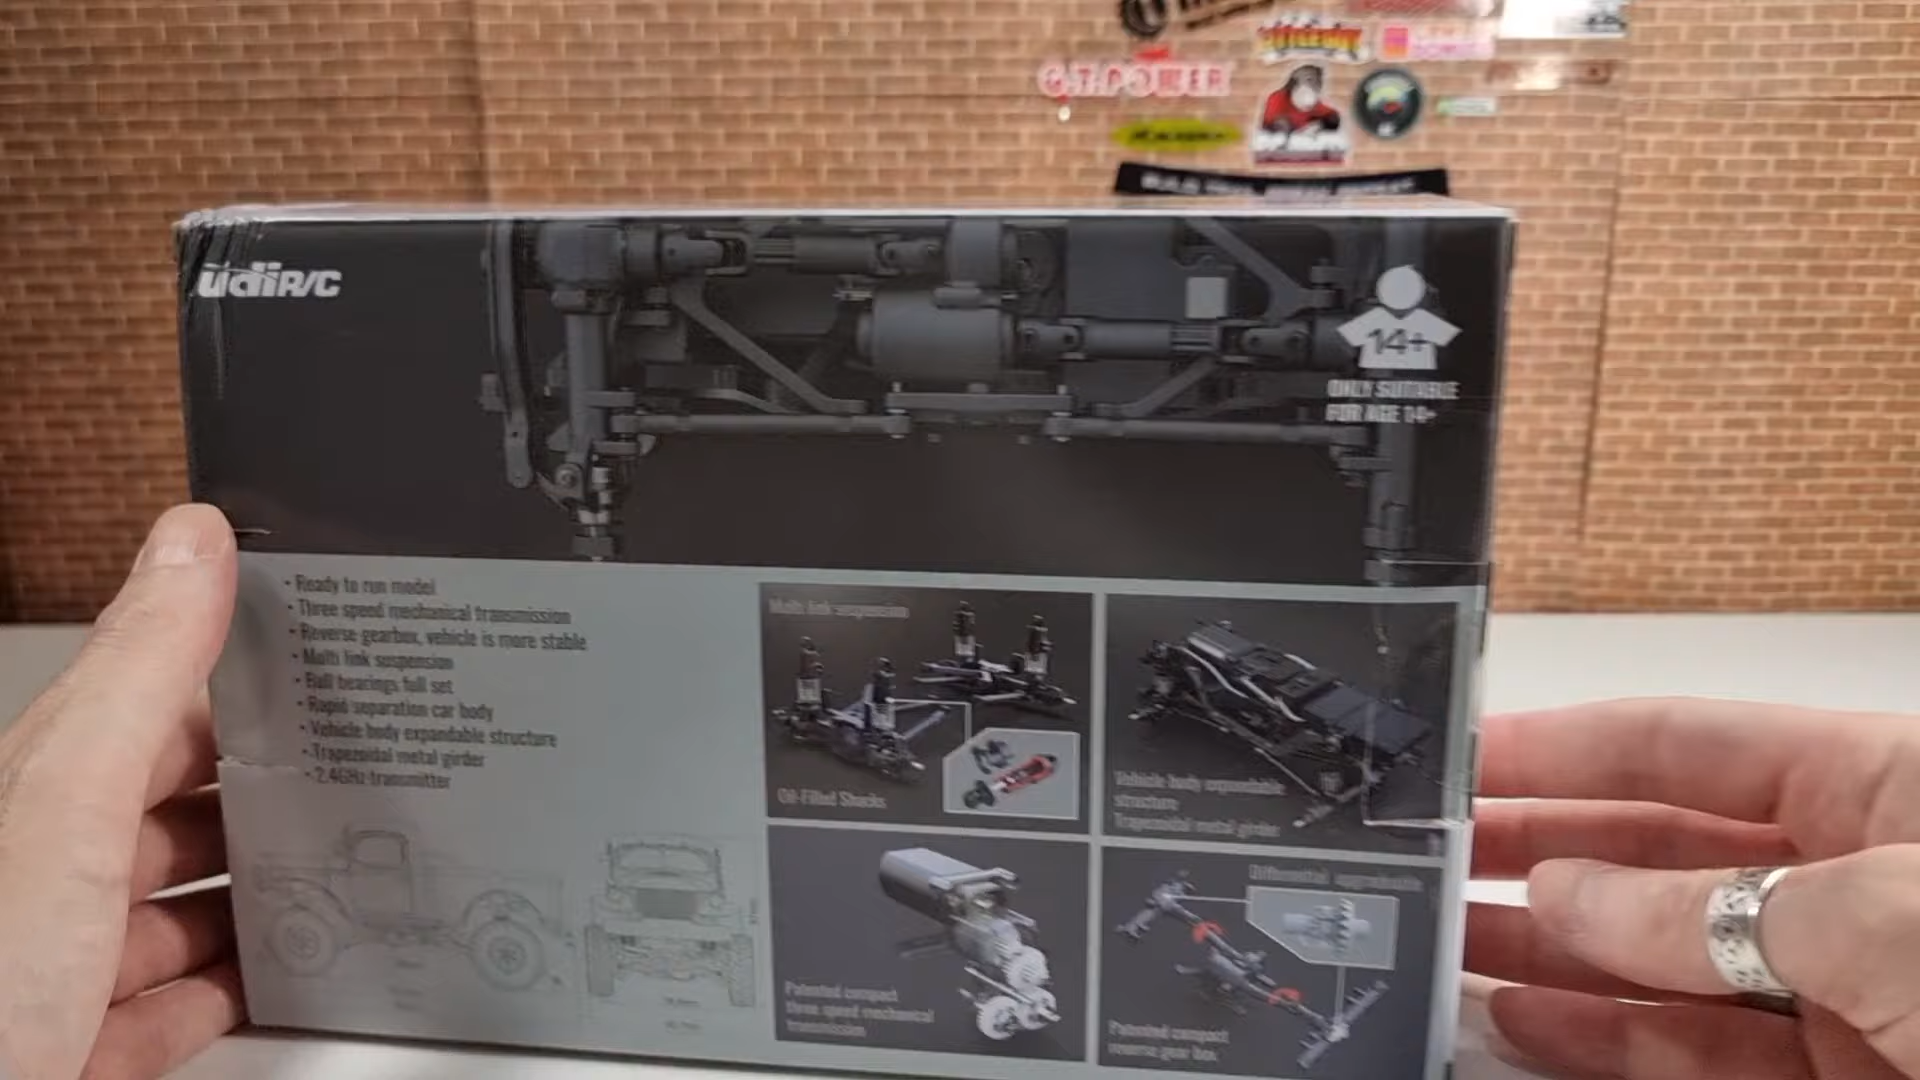 G.T.POWER
udiR/C
14+
ONLY SUITABLE
FOR AGE 14+
• Ready to run model
• Three speed mechanical transmission
• Reverse gearbox, vehicle is more stable
• Multi link suspension
• Ball bearings full set
• Rapid separation car body
• Vehicle body expandable structure
• Trapezoidal metal girder
• 2.4GHz transmitter
Multi link suspension
Oil-Filled Shocks
Vehicle body expandable
structure
Trapezoidal metal girder
Patented compact
three speed mechanical
transmission
Differential upgradeable
Patented compact
reverse gear box